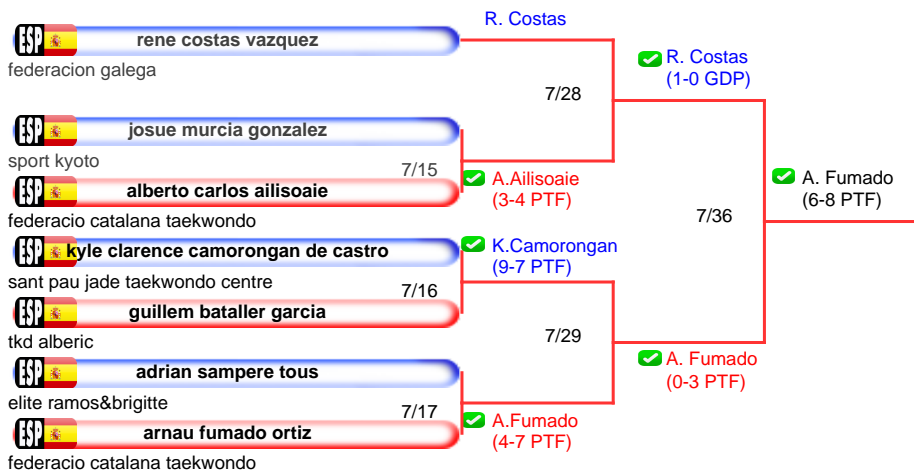 R. Costas
ESP rene costas vazquez
federacion galega
R. Costas
(1-0 GDP)
7/28
ESP josue murcia gonzalez
sport kyoto
7/15
A.Ailisoaie
(3-4 PTF)
ESP alberto carlos ailisoaie
federacio catalana taekwondo
A. Fumado
(6-8 PTF)
7/36
ESP kyle clarence camorongan de castro
sant pau jade taekwondo centre
K.Camorongan
(9-7 PTF)
7/16
ESP guillem bataller garcia
tkd alberic
7/29
ESP adrian sampere tous
elite ramos&brigitte
A. Fumado
(0-3 PTF)
7/17
A.Fumado
(4-7 PTF)
ESP arnau fumado ortiz
federacio catalana taekwondo